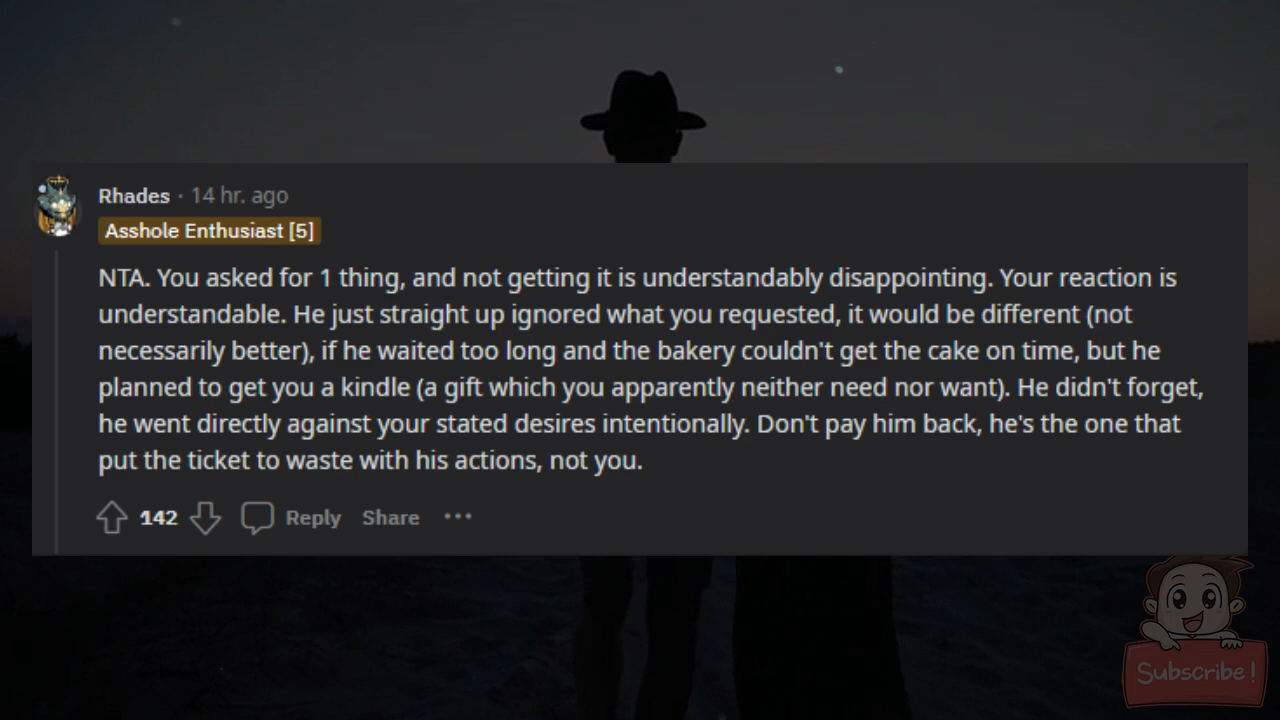 Rhades · 14 hr. ago
Asshole Enthusiast [5]
NTA. You asked for 1 thing, and not getting it is understandably disappointing. Your reaction is
understandable. He just straight up ignored what you requested, it would be different (not
necessarily better), if he waited too long and the bakery couldn't get the cake on time, but he
planned to get you a kindle (a gift which you apparently neither need nor want). He didn't forget,
he went directly against your stated desires intentionally. Don't pay him back, he's the one that
put the ticket to waste with his actions, not you.
142 Reply Share ···
Subscribe!